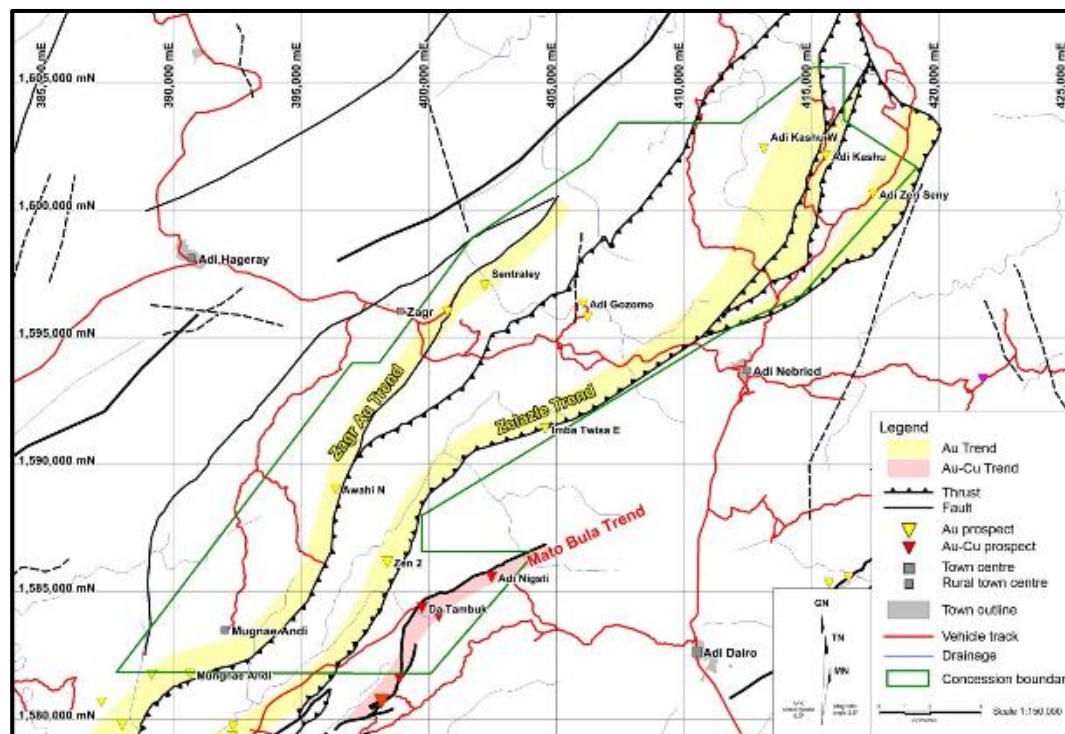 385,000 mE
390,000 mE
395,000 mE
400,000 mE
405,000 mE
410,000 mE
415,000 mE
420,000 mE
425,000
1,605,000 mN
Adi Kashu W
Adi Kashu
1,600,000 mN
Adi Zeri Seny
Adi Hageray
Sentraley
Zagr
Adi Gozomo
1,595,000 mN
Adi Nebried
Zagr Au Trend
Zelazle Trend
Imba Twisa E
1,590,000 mN
Awahi N
Mato Bula Trend
Zen 2
Adi Nigsti
1,585,000 mN
Da Tambuk
Mugnae Andi
Adi Dairo
Mungnae Andi
1,580,000 mN
Legend
Au Trend
Au-Cu Trend
Thrust
Fault
Au prospect
Au-Cu prospect
Town centre
Rural town centre
Town outline
Vehicle track
Drainage
Concession boundar
Scale 1:150,000
GN
TN
MN